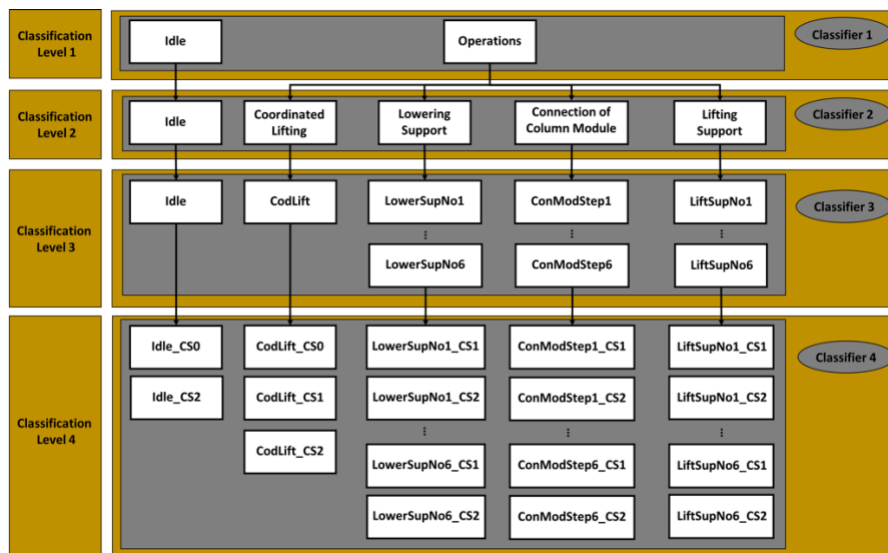 Classification
Level 1
Idle
Operations
Classifier 1
Classification
Level 2
Idle
Coordinated
Lifting
Lowering
Support
Connection of
Column Module
Lifting
Support
Classifier 2
Classification
Level 3
Idle
CodLift
LowerSupNo1
ConModStep1
LiftSupNo1
Classifier 3
...
...
...
LowerSupNo6
ConModStep6
LiftSupNo6
Classification
Level 4
Idle_CS0
CodLift_CS0
LowerSupNo1_CS1
ConModStep1_CS1
LiftSupNo1_CS1
Classifier 4
Idle_CS2
CodLift_CS1
LowerSupNo1_CS2
ConModStep1_CS2
LiftSupNo1_CS2
...
...
...
CodLift_CS2
LowerSupNo6_CS1
ConModStep6_CS1
LiftSupNo6_CS1
LowerSupNo6_CS2
ConModStep6_CS2
LiftSupNo6_CS2